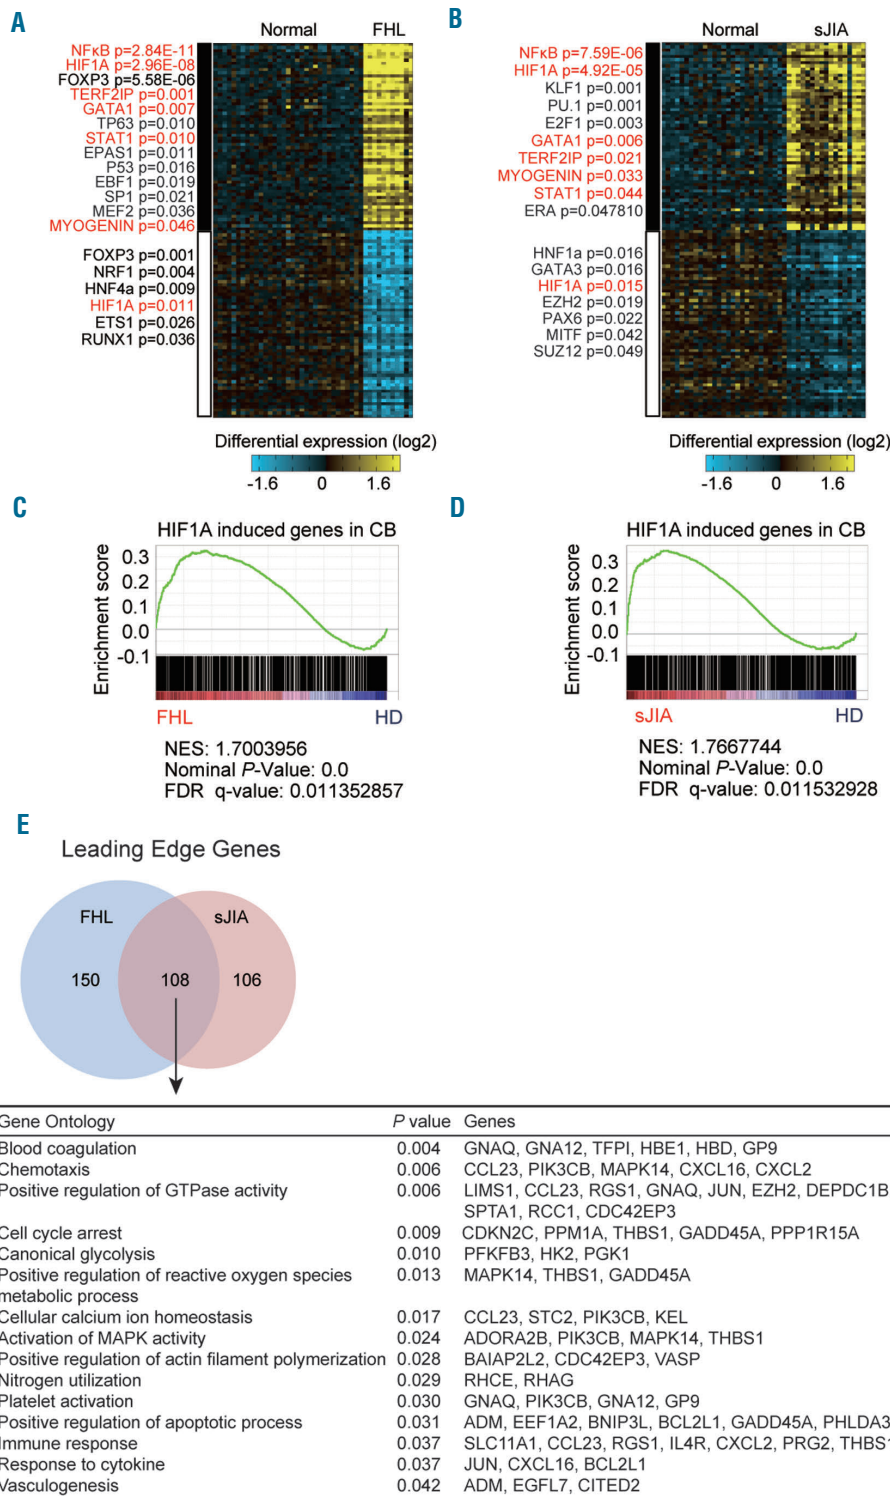 A
Normal FHL
NFκB p=2.84E-11
HIF1A p=2.96E-08
FOXP3 p=5.58E-06
TERF2IP p=0.001
GATA1 p=0.007
TP63 p=0.010
STAT1 p=0.010
EPAS1 p=0.011
P53 p=0.016
EBF1 p=0.019
SP1 p=0.021
MEF2 p=0.036
MYOGENIN p=0.046
FOXP3 p=0.001
NRF1 p=0.004
HNF4a p=0.009
HIF1A p=0.011
ETS1 p=0.026
RUNX1 p=0.036
Differential expression (log2)
-1.6 0 1.6
B
Normal sJIA
NFκB p=7.59E-06
HIF1A p=4.92E-05
KLF1 p=0.001
PU.1 p=0.001
E2F1 p=0.003
GATA1 p=0.006
TERF2IP p=0.021
MYOGENIN p=0.033
STAT1 p=0.044
ERA p=0.047810
HNF1a p=0.016
GATA3 p=0.016
HIF1A p=0.015
EZH2 p=0.019
PAX6 p=0.022
MITF p=0.042
SUZ12 p=0.049
Differential expression (log2)
-1.6 0 1.6
C
HIF1A induced genes in CB
Enrichment score
0.3
0.2
0.1
0.0
-0.1
FHL HD
NES: 1.7003956
Nominal P-Value: 0.0
FDR q-value: 0.011352857
D
HIF1A induced genes in CB
Enrichment score
0.3
0.2
0.1
0.0
-0.1
sJIA HD
NES: 1.7667744
Nominal P-Value: 0.0
FDR q-value: 0.011532928
E
Leading Edge Genes
FHL sJIA
150 108 106
Gene Ontology P value Genes
Blood coagulation 0.004 GNAQ, GNA12, TFPI, HBE1, HBD, GP9
Chemotaxis 0.006 CCL23, PIK3CB, MAPK14, CXCL16, CXCL2
Positive regulation of GTPase activity 0.006 LIMS1, CCL23, RGS1, GNAQ, JUN, EZH2, DEPDC1B
SPTA1, RCC1, CDC42EP3
Cell cycle arrest 0.009 CDKN2C, PPM1A, THBS1, GADD45A, PPP1R15A
Canonical glycolysis 0.010 PFKFB3, HK2, PGK1
Positive regulation of reactive oxygen species 0.013 MAPK14, THBS1, GADD45A
metabolic process
Cellular calcium ion homeostasis 0.017 CCL23, STC2, PIK3CB, KEL
Activation of MAPK activity 0.024 ADORA2B, PIK3CB, MAPK14, THBS1
Positive regulation of actin filament polymerization 0.028 BAIAP2L2, CDC42EP3, VASP
Nitrogen utilization 0.029 RHCE, RHAG
Platelet activation 0.030 GNAQ, PIK3CB, GNA12, GP9
Positive regulation of apoptotic process 0.031 ADM, EEF1A2, BNIP3L, BCL2L1, GADD45A, PHLDA3
Immune response 0.037 SLC11A1, CCL23, RGS1, IL4R, CXCL2, PRG2, THBS1
Response to cytokine 0.037 JUN, CXCL16, BCL2L1
Vasculogenesis 0.042 ADM, EGFL7, CITED2